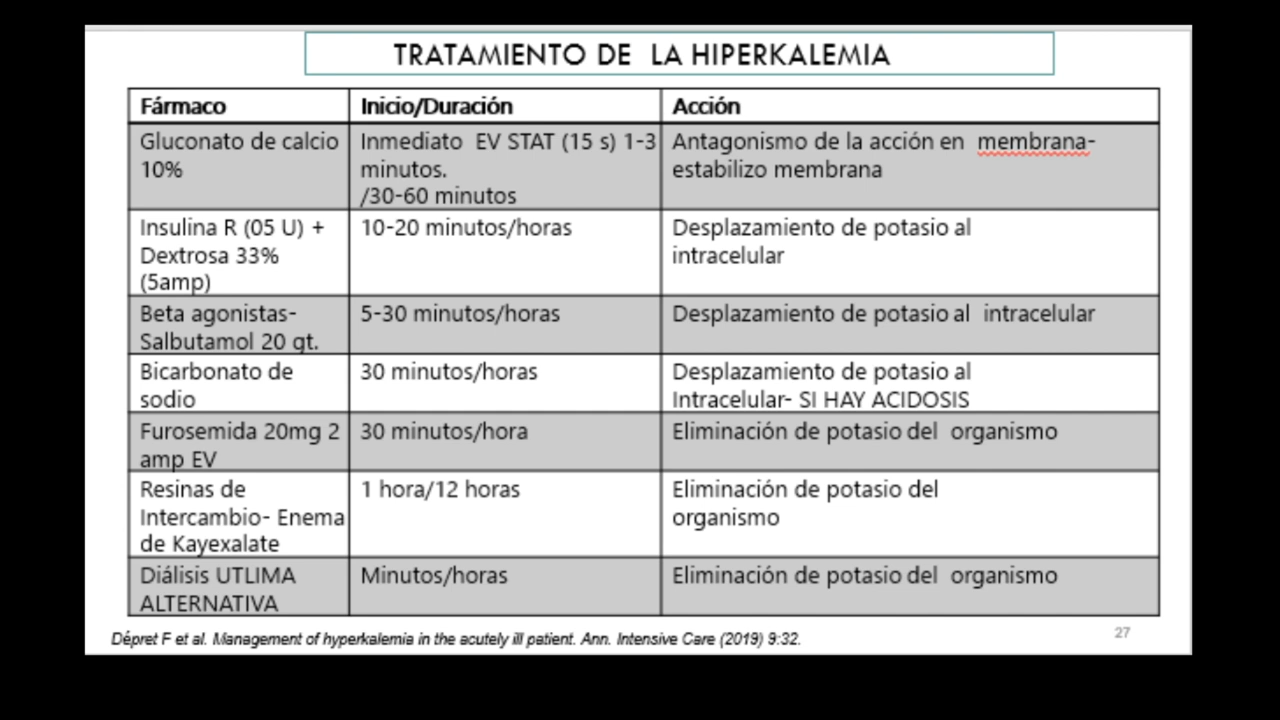 TRATAMIENTO DE LA HIPERKALEMIA
Fármaco Inicio/Duración Acción
Gluconato de calcio 10% Inmediato EV STAT (15 s) 1-3 minutos. /30-60 minutos Antagonismo de la acción en membrana- estabilizo membrana
Insulina R (05 U) + Dextrosa 33% (5amp) 10-20 minutos/horas Desplazamiento de potasio al intracelular
Beta agonistas- Salbutamol 20 gt. 5-30 minutos/horas Desplazamiento de potasio al intracelular
Bicarbonato de sodio 30 minutos/horas Desplazamiento de potasio al Intracelular- SI HAY ACIDOSIS
Furosemida 20mg 2 amp EV 30 minutos/hora Eliminación de potasio del organismo
Resinas de Intercambio- Enema de Kayexalate 1 hora/12 horas Eliminación de potasio del organismo
Diálisis UTLIMA ALTERNATIVA Minutos/horas Eliminación de potasio del organismo
Dépret F et al. Management of hyperkalemia in the acutely ill patient. Ann. Intensive Care (2019) 9:32.
27